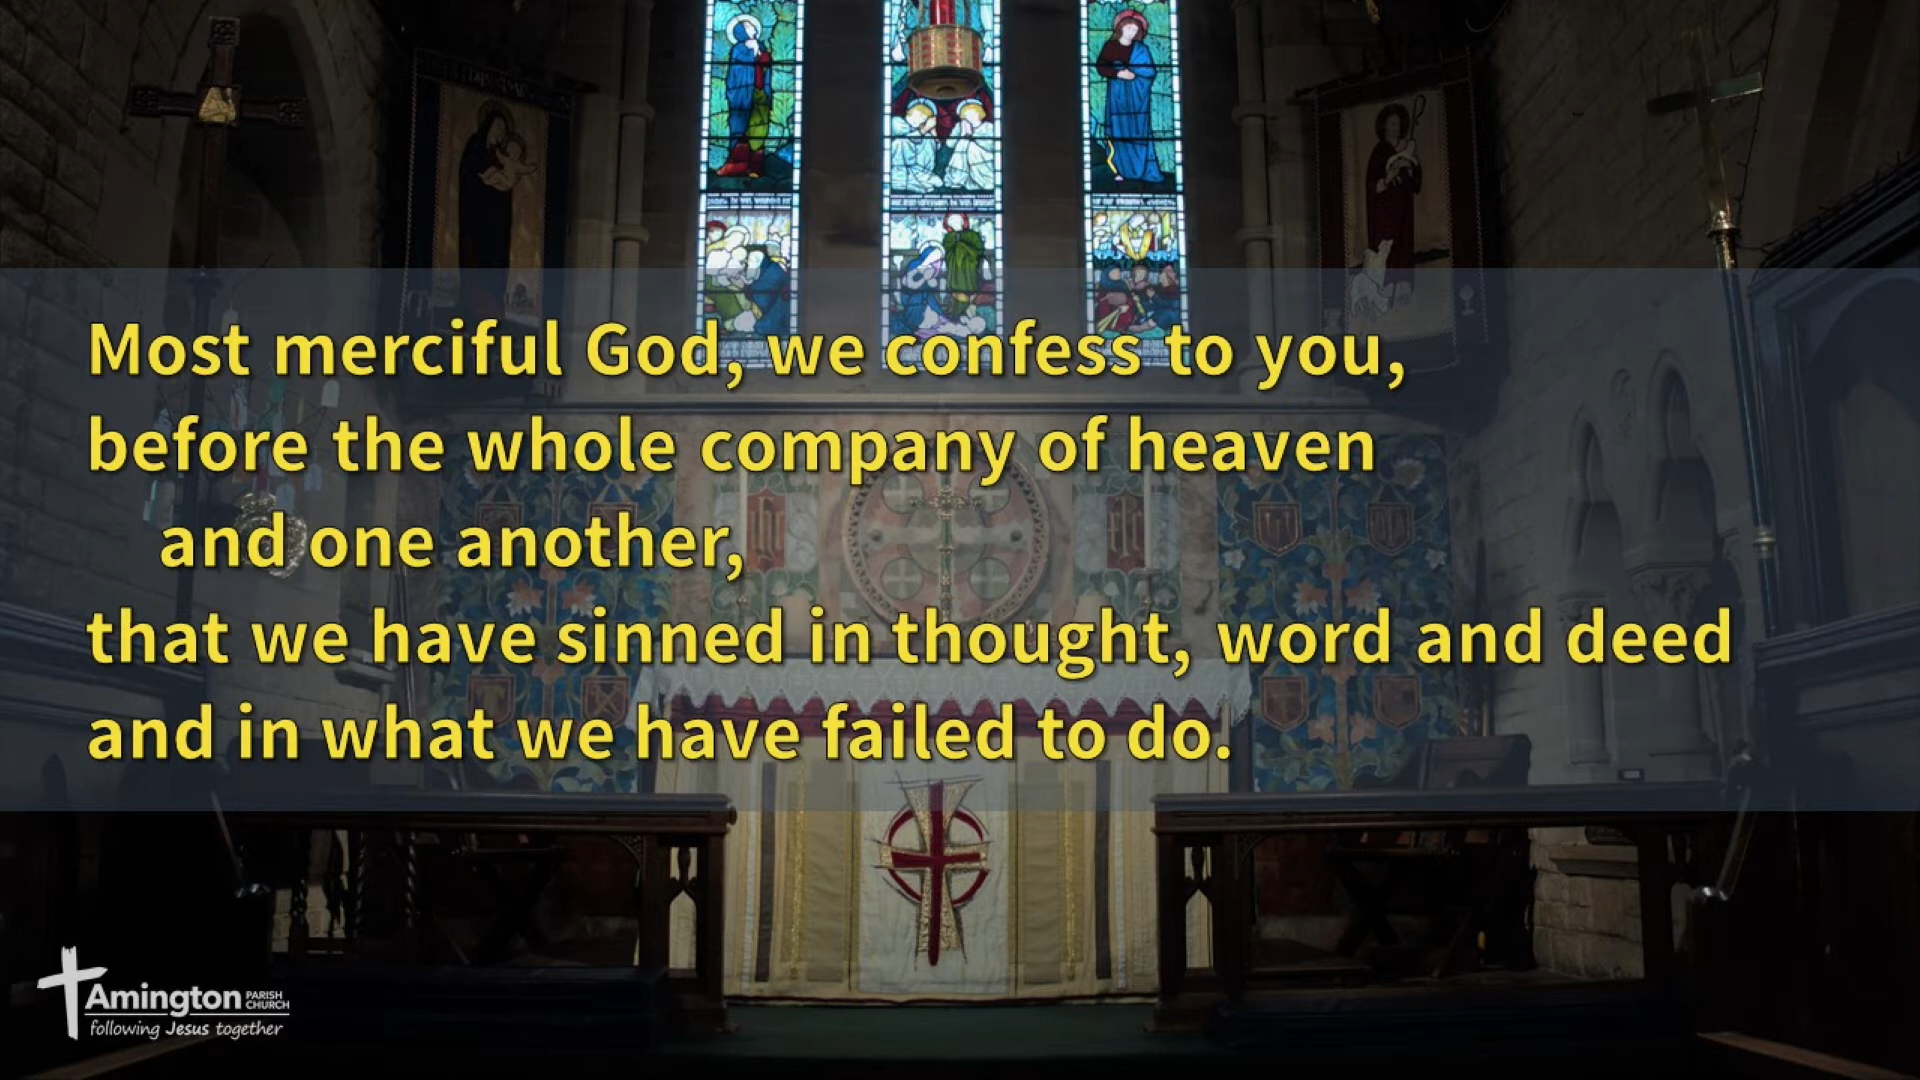 Most merciful God, we confess to you,
before the whole company of heaven
and one another,
that we have sinned in thought, word and deed
and in what we have failed to do.
Amington PARISH CHURCH
following Jesus together